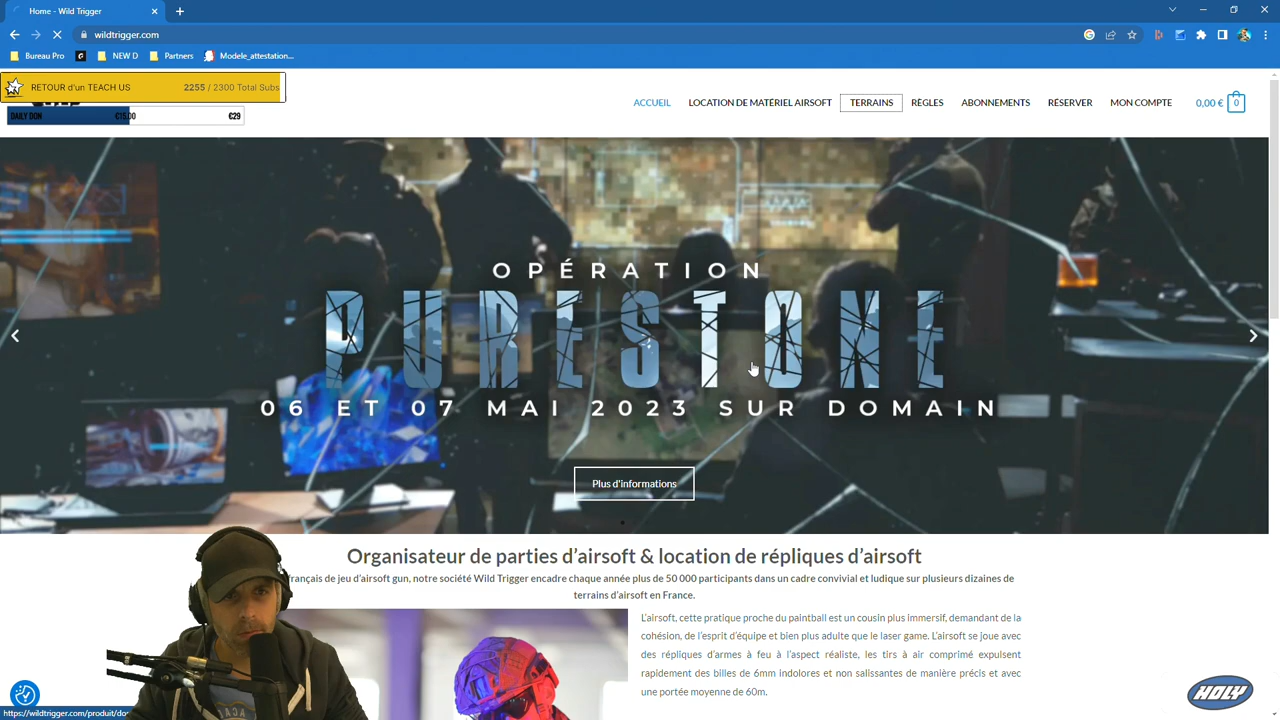 Home - Wild Trigger
wildtrigger.com
Bureau Pro
NEW D
Partners
Modele_attestation...
RETOUR d'un TEACH US 2255 / 2300 Total Subs
DAILY DON €15.00 €29
ACCUEIL LOCATION DE MATÉRIEL AIRSOFT TERRAINS RÈGLES ABONNEMENTS RÉSERVER MON COMPTE 0,00 € 0
OPÉRATION
PURESTONE
06 ET 07 MAI 2023 SUR DOMAIN
Plus d'informations
Organisateur de parties d'airsoft & location de répliques d'airsoft
français de jeu d'airsoft gun, notre société Wild Trigger encadre chaque année plus de 50 000 participants dans un cadre convivial et ludique sur plusieurs dizaines de
terrains d'airsoft en France.
L'airsoft, cette pratique proche du paintball est un cousin plus immersif, demandant de la
cohésion, de l'esprit d'équipe et bien plus adulte que le laser game. L'airsoft se joue avec
des répliques d'armes à feu à l'aspect réaliste, les tirs à air comprimé expulsent
rapidement des billes de 6mm indolores et non salissantes de manière précis et avec
une portée moyenne de 60m.
https://wildtrigger.com/produit/do
HOLY